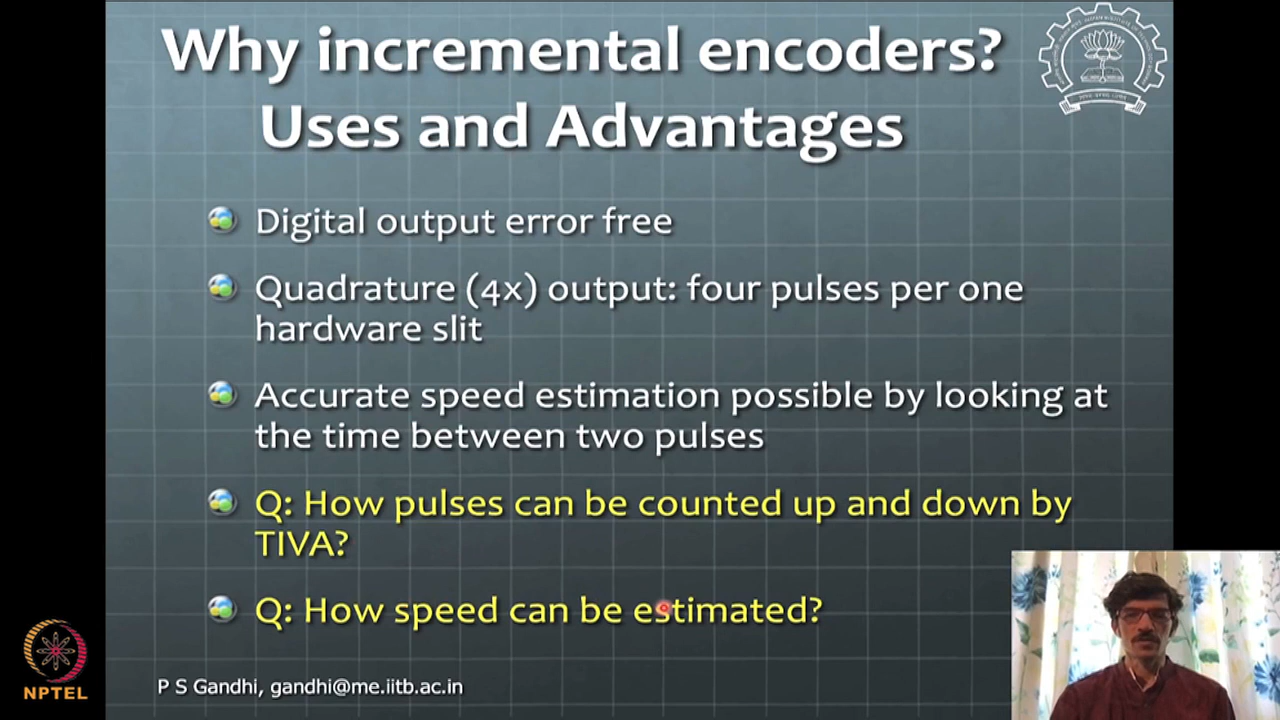 Why incremental encoders?
Uses and Advantages
Digital output error free
Quadrature (4x) output: four pulses per one
hardware slit
Accurate speed estimation possible by looking at
the time between two pulses
Q: How pulses can be counted up and down by
TIVA?
Q: How speed can be estimated?
P S Gandhi, gandhi@me.iitb.ac.in
NPTEL